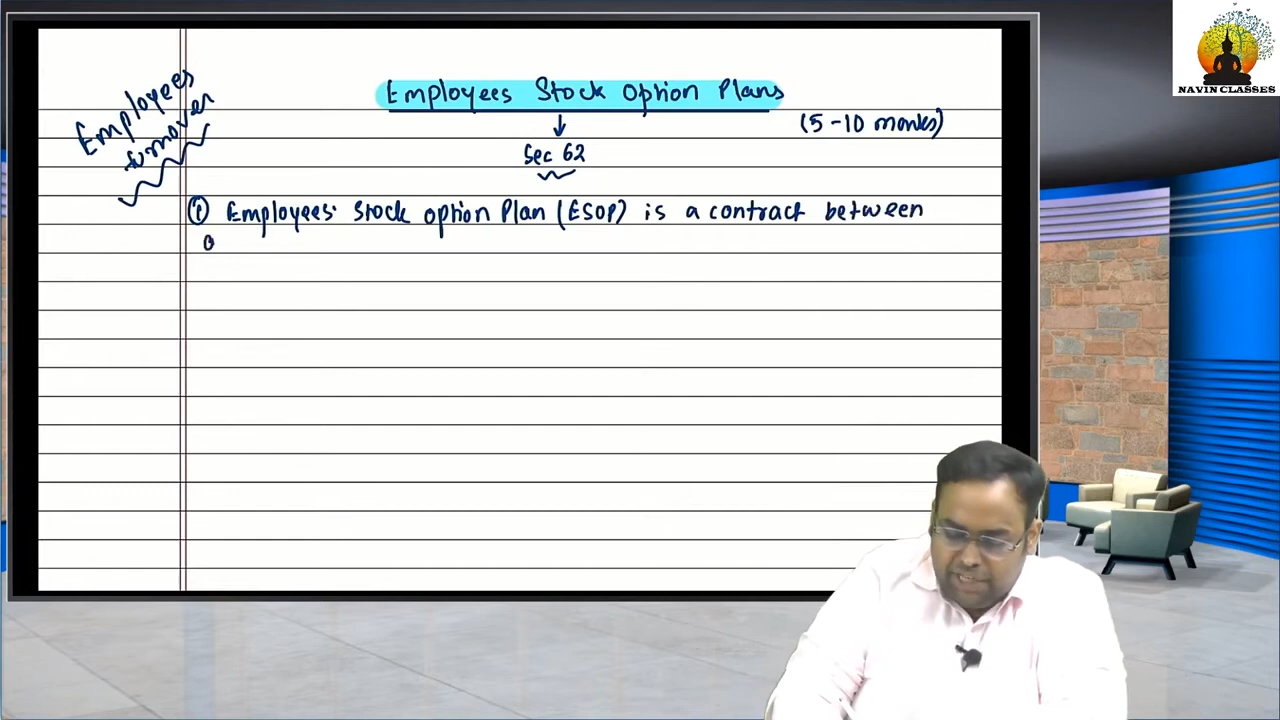 Employees
turnover
Employees Stock Option Plans
(5-10 marks)
Sec 62
① Employees Stock Option Plan (ESOP) is a contract between
NAVIN CLASSES